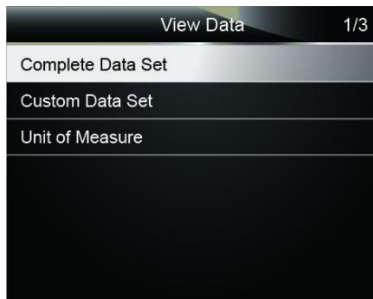 View Data 1/3
Complete Data Set
Custom Data Set
Unit of Measure